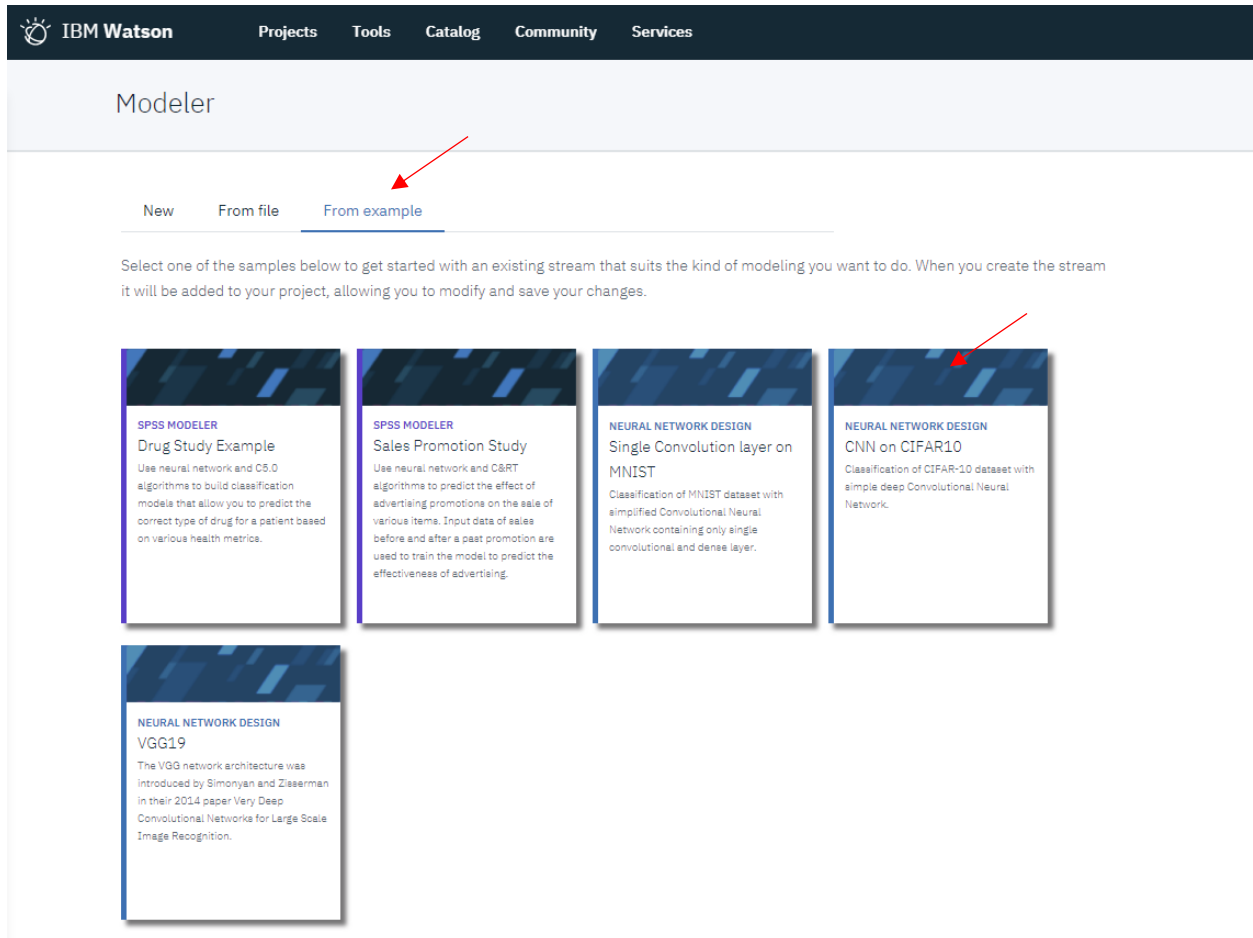 IBM Watson Projects Tools Catalog Community Services
Modeler
New From file From example
Select one of the samples below to get started with an existing stream that suits the kind of modeling you want to do. When you create the stream
it will be added to your project, allowing you to modify and save your changes.
SPSS MODELER
Drug Study Example
Use neural network and C5.0
algorithms to build classification
models that allow you to predict the
correct type of drug for a patient based
on various health metrics.
SPSS MODELER
Sales Promotion Study
Use neural network and C&RT
algorithms to predict the effect of
advertising promotions on the sale of
various items. Input data of sales
before and after a past promotion are
used to train the model to predict the
effectiveness of advertising.
NEURAL NETWORK DESIGN
Single Convolution layer on
MNIST
Classification of MNIST dataset with
simplified Convolutional Neural
Network containing only single
convolutional and dense layer.
NEURAL NETWORK DESIGN
CNN on CIFAR10
Classification of CIFAR-10 dataset with
simple deep Convolutional Neural
Network.
NEURAL NETWORK DESIGN
VGG19
The VGG network architecture was
introduced by Simonyan and Zisserman
in their 2014 paper Very Deep
Convolutional Networks for Large Scale
Image Recognition.